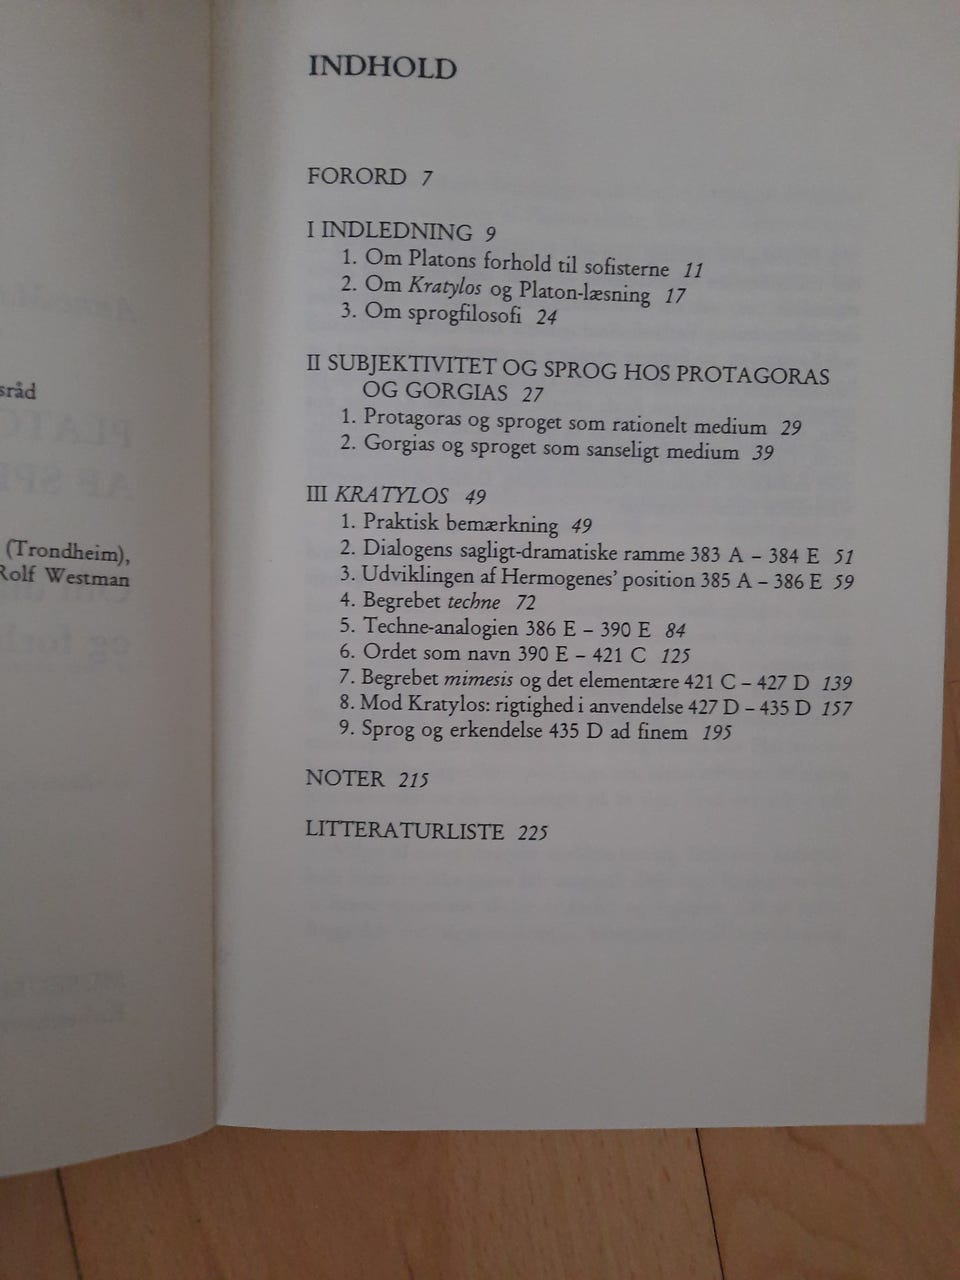 sråd
(Trondheim),
Rolf Westman
INDHOLD
FORORD 7
I INDLEDNING 9
1. Om Platons forhold til sofisterne 11
2. Om Kratylos og Platon-læsning 17
3. Om sprogfilosofi 24
II SUBJEKTIVITET OG SPROG HOS PROTAGORAS
OG GORGIAS 27
1. Protagoras og sproget som rationelt medium 29
2. Gorgias og sproget som sanseligt medium 39
III KRATYLOS 49
1. Praktisk bemærkning 49
2. Dialogens sagligt-dramatiske ramme 383 A – 384 E 51
3. Udviklingen af Hermogenes’ position 385 A – 386 E 59
4. Begrebet techne 72
5. Techne-analogien 386 E – 390 E 84
6. Ordet som navn 390 E – 421 C 125
7. Begrebet mimesis og det elementære 421 C – 427 D 139
8. Mod Kratylos: rigtighed i anvendelse 427 D – 435 D 157
9. Sprog og erkendelse 435 D ad finem 195
NOTER 215
LITTERATURLISTE 225